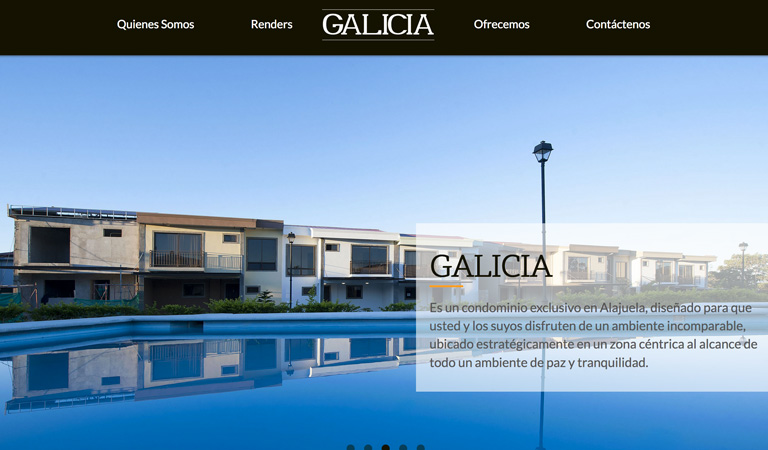 Quienes Somos
Renders
GALICIA
Ofrecemos
Contáctenos
GALICIA
Es un condominio exclusivo en Alajuela, diseñado para que
usted y los suyos disfruten de un ambiente incomparable,
ubicado estratégicamente en un zona céntrica al alcance de
todo un ambiente de paz y tranquilidad.